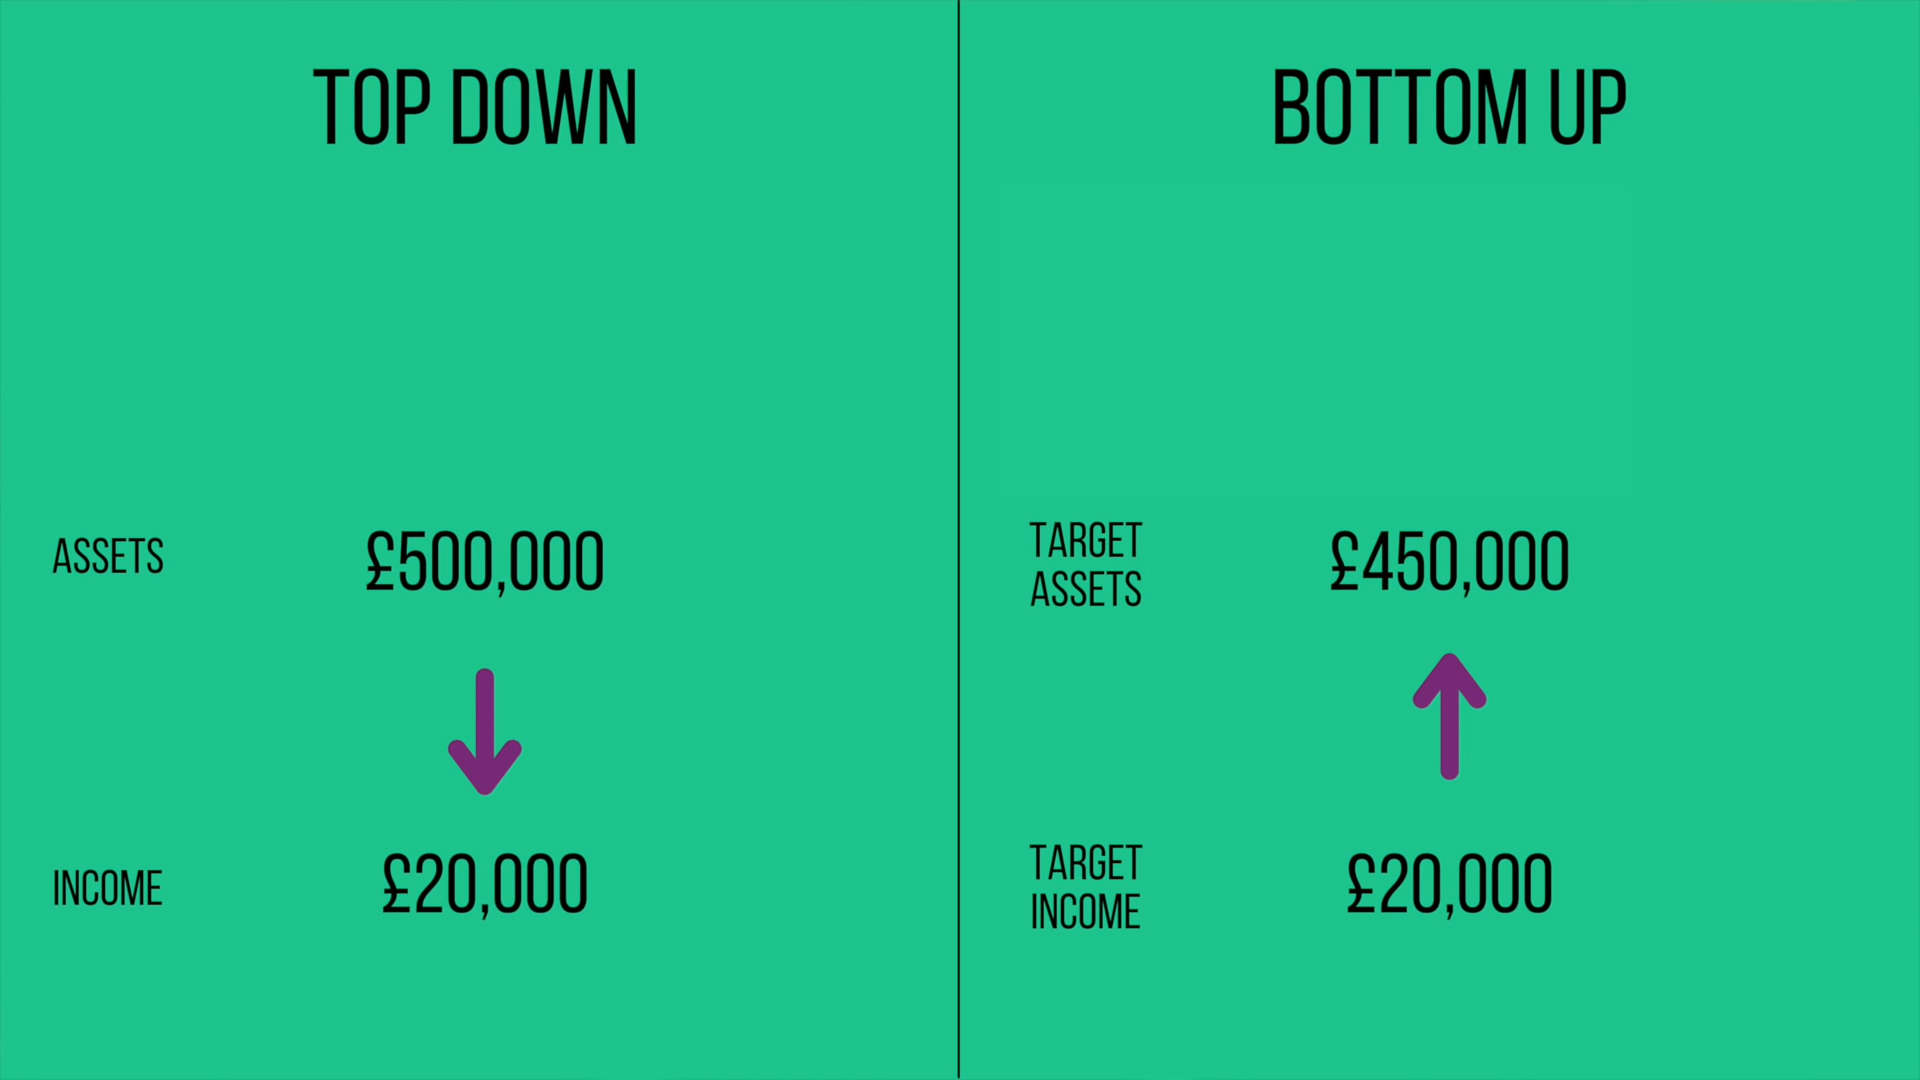 TOP DOWN
ASSETS
£500,000
INCOME
£20,000
BOTTOM UP
TARGET
ASSETS
£450,000
TARGET
INCOME
£20,000